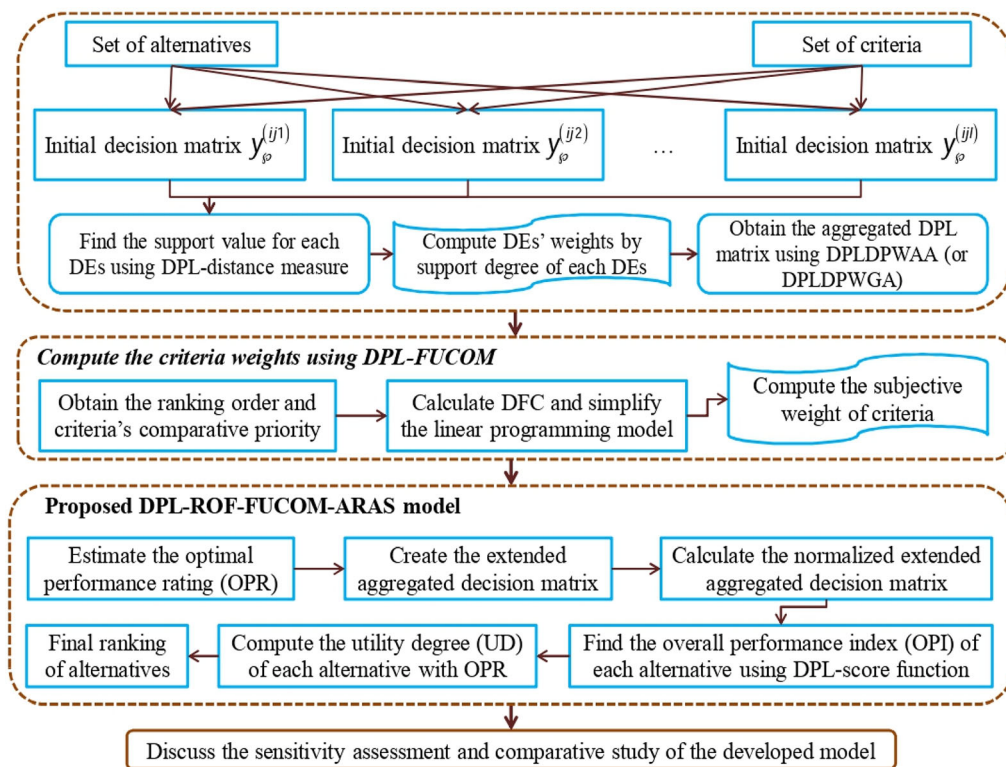 Set of alternatives
Set of criteria
Initial decision matrix y_℘^(ij1)
Initial decision matrix y_℘^(ij2)
...
Initial decision matrix y_℘^(ijl)
Find the support value for each
DEs using DPL-distance measure
Compute DEs' weights by
support degree of each DEs
Obtain the aggregated DPL
matrix using DPLDPWAA (or
DPLDPWGA)
Compute the criteria weights using DPL-FUCOM
Obtain the ranking order and
criteria's comparative priority
Calculate DFC and simplify
the linear programming model
Compute the subjective
weight of criteria
Proposed DPL-ROF-FUCOM-ARAS model
Estimate the optimal
performance rating (OPR)
Create the extended
aggregated decision matrix
Calculate the normalized extended
aggregated decision matrix
Find the overall performance index (OPI) of
each alternative using DPL-score function
Compute the utility degree (UD)
of each alternative with OPR
Final ranking
of alternatives
Discuss the sensitivity assessment and comparative study of the developed model